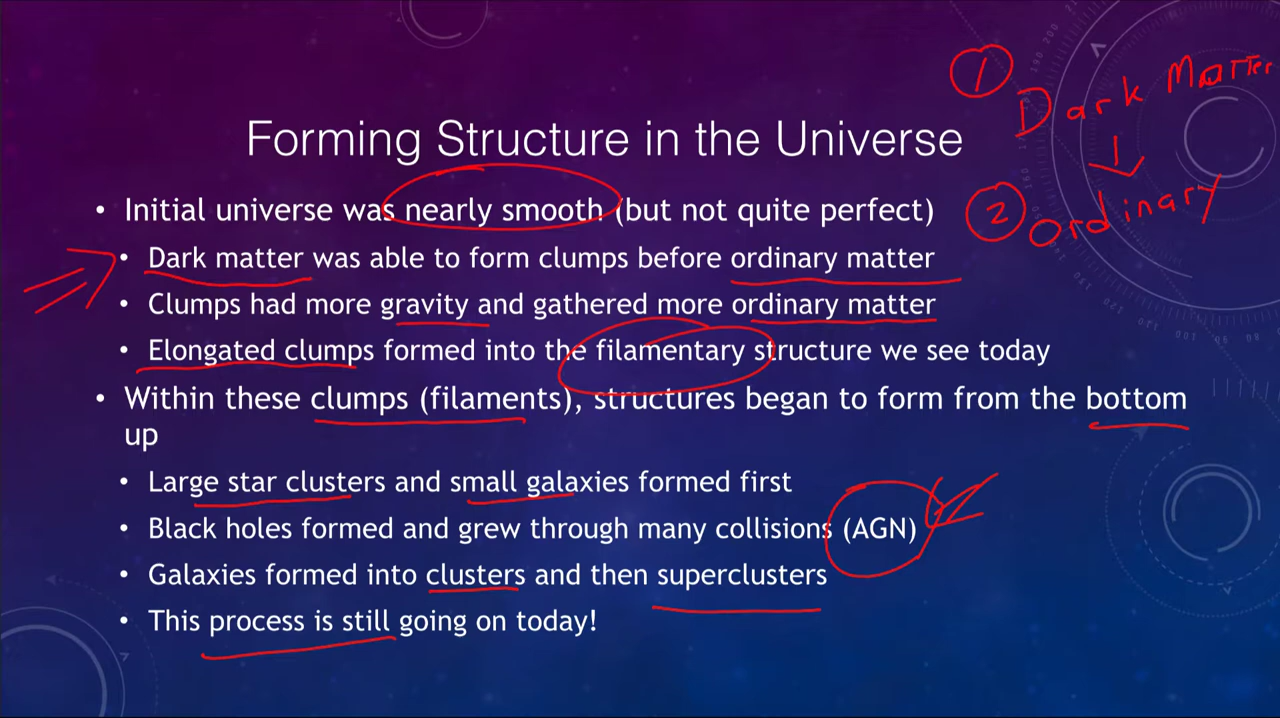 ① Dark Matter
↓
② Ordinary
Forming Structure in the Universe
• Initial universe was nearly smooth (but not quite perfect)
• Dark matter was able to form clumps before ordinary matter
• Clumps had more gravity and gathered more ordinary matter
• Elongated clumps formed into the filamentary structure we see today
• Within these clumps (filaments), structures began to form from the bottom
up
• Large star clusters and small galaxies formed first
• Black holes formed and grew through many collisions (AGN)
• Galaxies formed into clusters and then superclusters
• This process is still going on today!